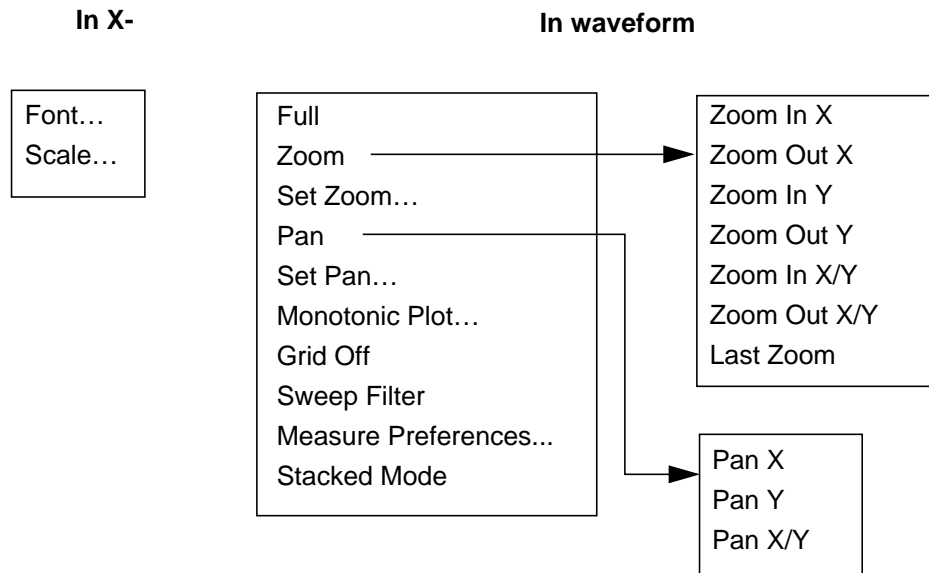 In X-
In waveform
Font…
Scale…
Full
Zoom
Set Zoom…
Pan
Set Pan…
Monotonic Plot…
Grid Off
Sweep Filter
Measure Preferences...
Stacked Mode
Zoom In X
Zoom Out X
Zoom In Y
Zoom Out Y
Zoom In X/Y
Zoom Out X/Y
Last Zoom
Pan X
Pan Y
Pan X/Y